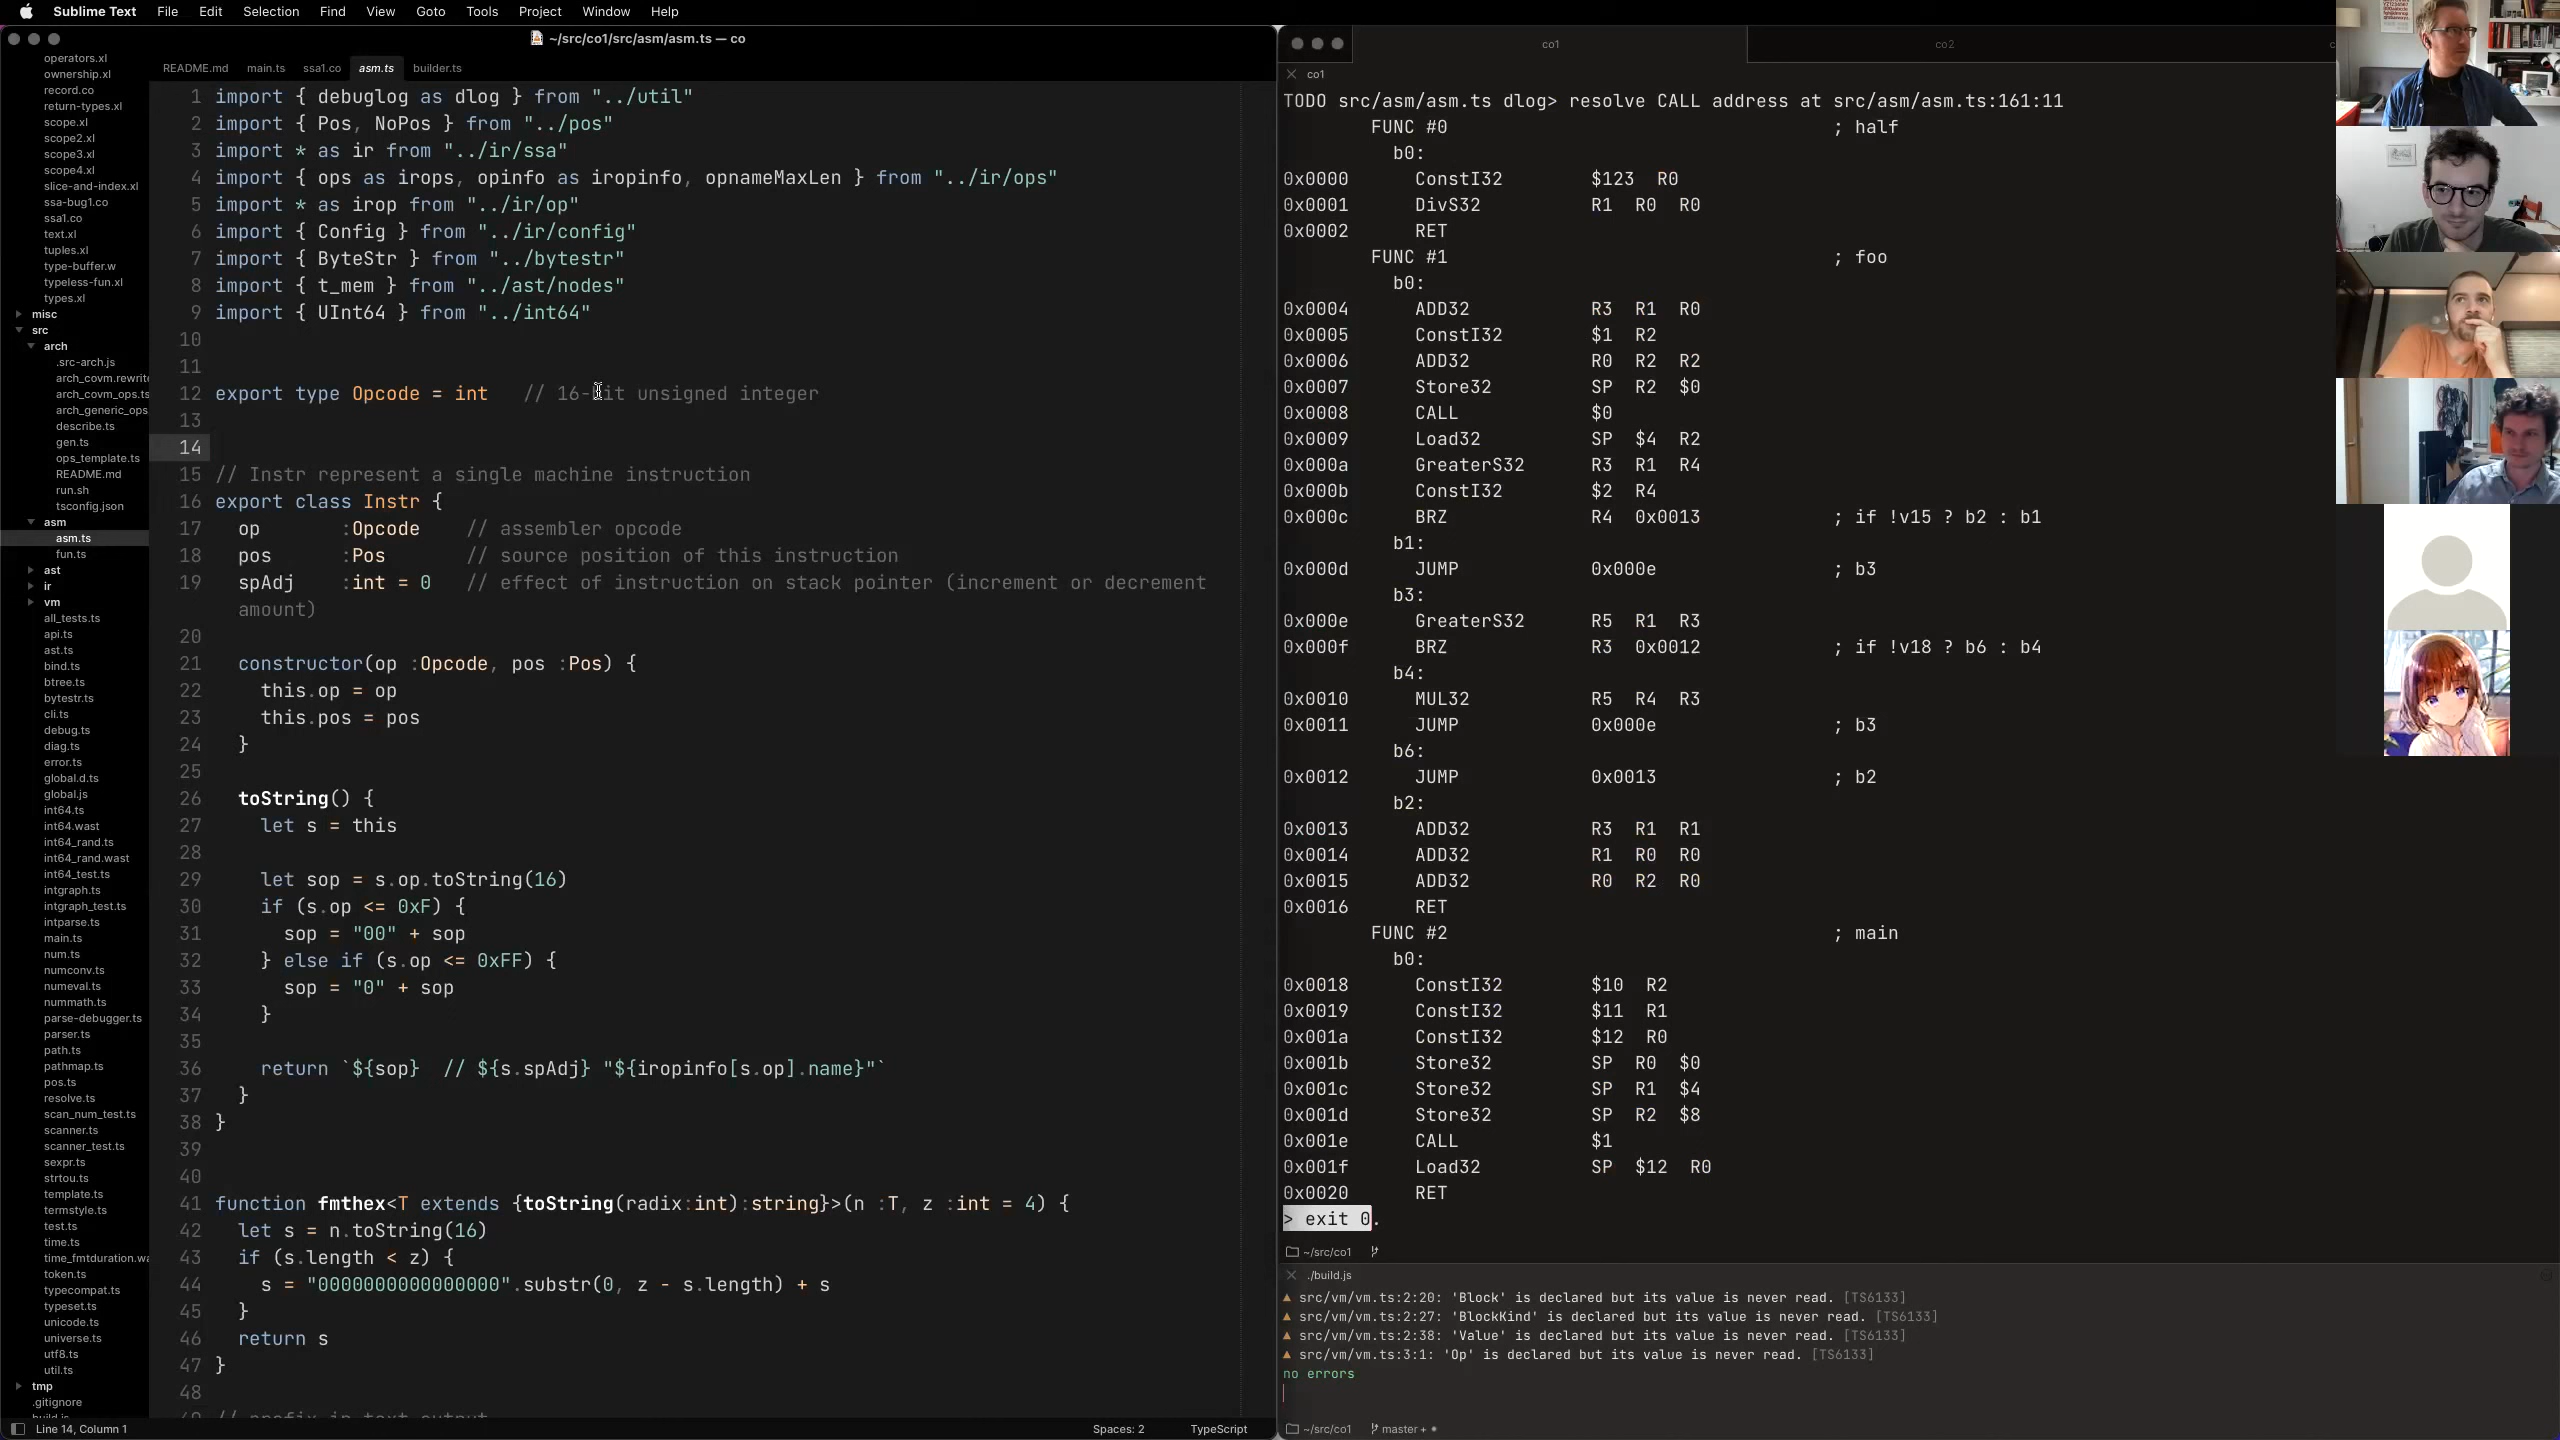 Sublime Text File Edit Selection Find View Goto Tools Project Window Help
~/src/co1/src/asm/asm.ts — co
operators.xl
ownership.xl
record.co
return-types.xl
scope.xl
scope2.xl
scope3.xl
scope4.xl
slice-and-index.xl
ssa-bug1.co
ssa1.co
text.xl
tuples.xl
type-buffer.w
typeless-fun.xl
types.xl
misc
src
arch
.src-arch.js
arch_covm.rewrite
arch_covm_ops.ts
arch_generic_ops
describe.ts
gen.ts
ops_template.ts
README.md
run.sh
tsconfig.json
asm
asm.ts
fun.ts
ast
ir
vm
all_tests.ts
api.ts
ast.ts
bind.ts
btree.ts
bytestr.ts
cli.ts
debug.ts
diag.ts
error.ts
global.d.ts
global.js
int64.ts
int64.wast
int64_rand.ts
int64_rand.wast
int64_test.ts
intgraph.ts
intgraph_test.ts
intparse.ts
main.ts
num.ts
numconv.ts
numeval.ts
nummath.ts
parse-debugger.ts
parser.ts
path.ts
pathmap.ts
pos.ts
resolve.ts
scan_num_test.ts
scanner.ts
scanner_test.ts
sexpr.ts
strtou.ts
template.ts
termstyle.ts
test.ts
time.ts
time_fmtduration.wa
token.ts
typecompat.ts
typeset.ts
unicode.ts
universe.ts
utf8.ts
util.ts
tmp
.gitignore
build.js
README.md main.ts ssa1.co asm.ts builder.ts
1 import { debuglog as dlog } from "../util"
2 import { Pos, NoPos } from "../pos"
3 import * as ir from "../ir/ssa"
4 import { ops as irops, opinfo as iropinfo, opnameMaxLen } from "../ir/ops"
5 import * as irop from "../ir/op"
6 import { Config } from "../ir/config"
7 import { ByteStr } from "../bytestr"
8 import { t_mem } from "../ast/nodes"
9 import { UInt64 } from "../int64"
10
11
12 export type Opcode = int // 16-bit unsigned integer
13
14
15 // Instr represent a single machine instruction
16 export class Instr {
17 op :Opcode // assembler opcode
18 pos :Pos // source position of this instruction
19 spAdj :int = 0 // effect of instruction on stack pointer (increment or decrement
amount)
20
21 constructor(op :Opcode, pos :Pos) {
22 this.op = op
23 this.pos = pos
24 }
25
26 toString() {
27 let s = this
28
29 let sop = s.op.toString(16)
30 if (s.op <= 0xF) {
31 sop = "00" + sop
32 } else if (s.op <= 0xFF) {
33 sop = "0" + sop
34 }
35
36 return `${sop} // ${s.spAdj} "${iropinfo[s.op].name}"`
37 }
38 }
39
40
41 function fmthex<T extends {toString(radix:int):string}>(n :T, z :int = 4) {
42 let s = n.toString(16)
43 if (s.length < z) {
44 s = "0000000000000000".substr(0, z - s.length) + s
45 }
46 return s
47 }
48
Line 14, Column 1 Spaces: 2 TypeScript
co1 co2
co1
TODO src/asm/asm.ts dlog> resolve CALL address at src/asm/asm.ts:161:11
FUNC #0 ; half
b0:
0x0000 ConstI32 $123 R0
0x0001 DivS32 R1 R0 R0
0x0002 RET
FUNC #1 ; foo
b0:
0x0004 ADD32 R3 R1 R0
0x0005 ConstI32 $1 R2
0x0006 ADD32 R0 R2 R2
0x0007 Store32 SP R2 $0
0x0008 CALL $0
0x0009 Load32 SP $4 R2
0x000a GreaterS32 R3 R1 R4
0x000b ConstI32 $2 R4
0x000c BRZ R4 0x0013 ; if !v15 ? b2 : b1
b1:
0x000d JUMP 0x000e ; b3
b3:
0x000e GreaterS32 R5 R1 R3
0x000f BRZ R3 0x0012 ; if !v18 ? b6 : b4
b4:
0x0010 MUL32 R5 R4 R3
0x0011 JUMP 0x000e ; b3
b6:
0x0012 JUMP 0x0013 ; b2
b2:
0x0013 ADD32 R3 R1 R1
0x0014 ADD32 R1 R0 R0
0x0015 ADD32 R0 R2 R0
0x0016 RET
FUNC #2 ; main
b0:
0x0018 ConstI32 $10 R2
0x0019 ConstI32 $11 R1
0x001a ConstI32 $12 R0
0x001b Store32 SP R0 $0
0x001c Store32 SP R1 $4
0x001d Store32 SP R2 $8
0x001e CALL $1
0x001f Load32 SP $12 R0
0x0020 RET
> exit 0.
~/src/co1
./build.js
src/vm/vm.ts:2:20: 'Block' is declared but its value is never read. [TS6133]
src/vm/vm.ts:2:27: 'BlockKind' is declared but its value is never read. [TS6133]
src/vm/vm.ts:2:38: 'Value' is declared but its value is never read. [TS6133]
src/vm/vm.ts:3:1: 'Op' is declared but its value is never read. [TS6133]
no errors
~/src/co1 master + •